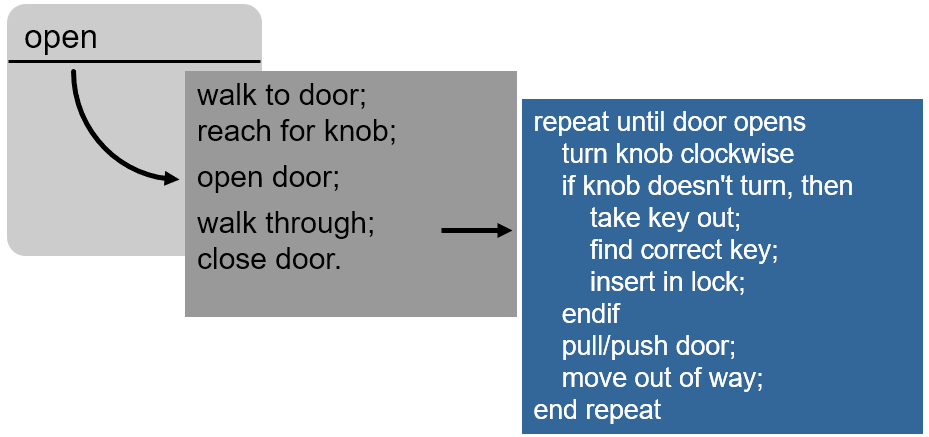 open
walk to door;
reach for knob;
open door;
walk through;
close door.
repeat until door opens
turn knob clockwise
if knob doesn't turn, then
take key out;
find correct key;
insert in lock;
endif
pull/push door;
move out of way;
end repeat